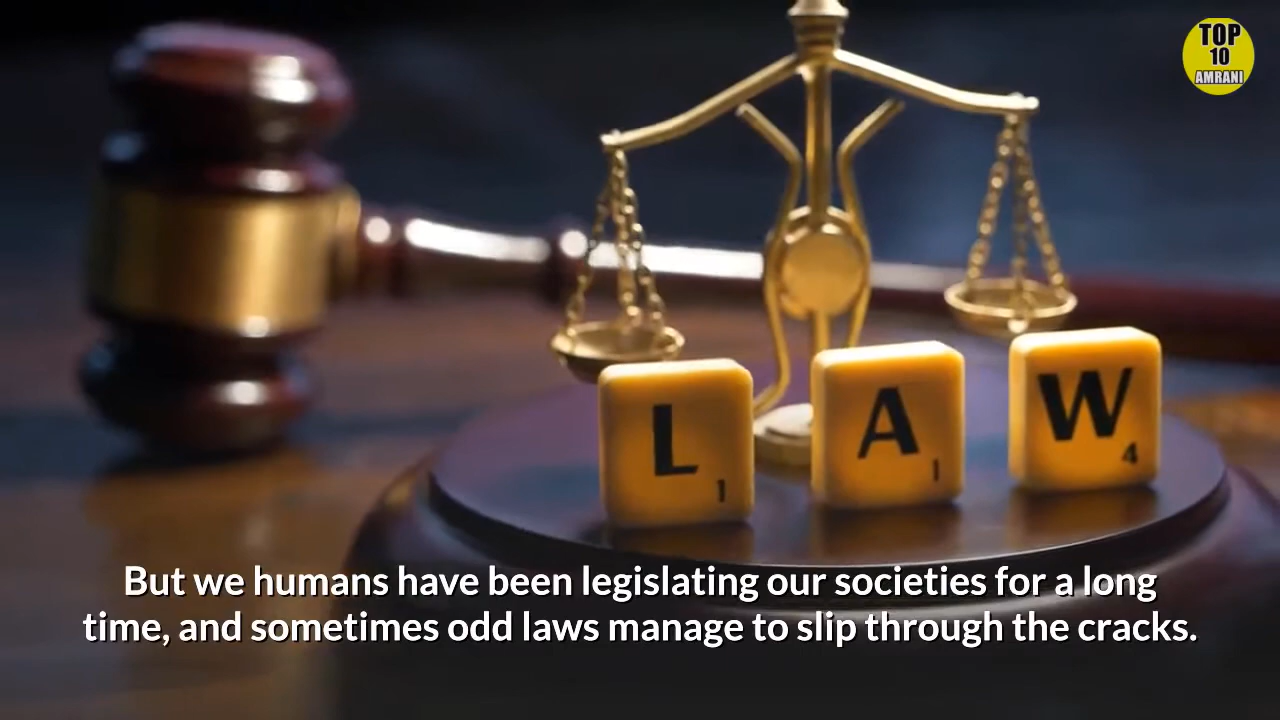 TOP
10
AMRANI
L A W
1 1 4
But we humans have been legislating our societies for a long
time, and sometimes odd laws manage to slip through the cracks.